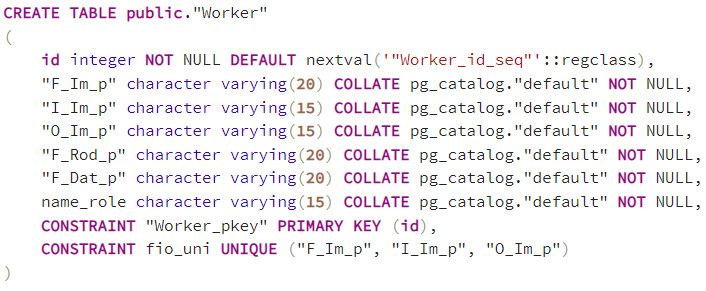 CREATE TABLE public."Worker"
(
    id integer NOT NULL DEFAULT nextval('"Worker_id_seq"'::regclass),
    "F_Im_p" character varying(20) COLLATE pg_catalog."default" NOT NULL,
    "I_Im_p" character varying(15) COLLATE pg_catalog."default" NOT NULL,
    "O_Im_p" character varying(15) COLLATE pg_catalog."default" NOT NULL,
    "F_Rod_p" character varying(20) COLLATE pg_catalog."default" NOT NULL,
    "F_Dat_p" character varying(20) COLLATE pg_catalog."default" NOT NULL,
    name_role character varying(15) COLLATE pg_catalog."default" NOT NULL,
    CONSTRAINT "Worker_pkey" PRIMARY KEY (id),
    CONSTRAINT fio_uni UNIQUE ("F_Im_p", "I_Im_p", "O_Im_p")
)